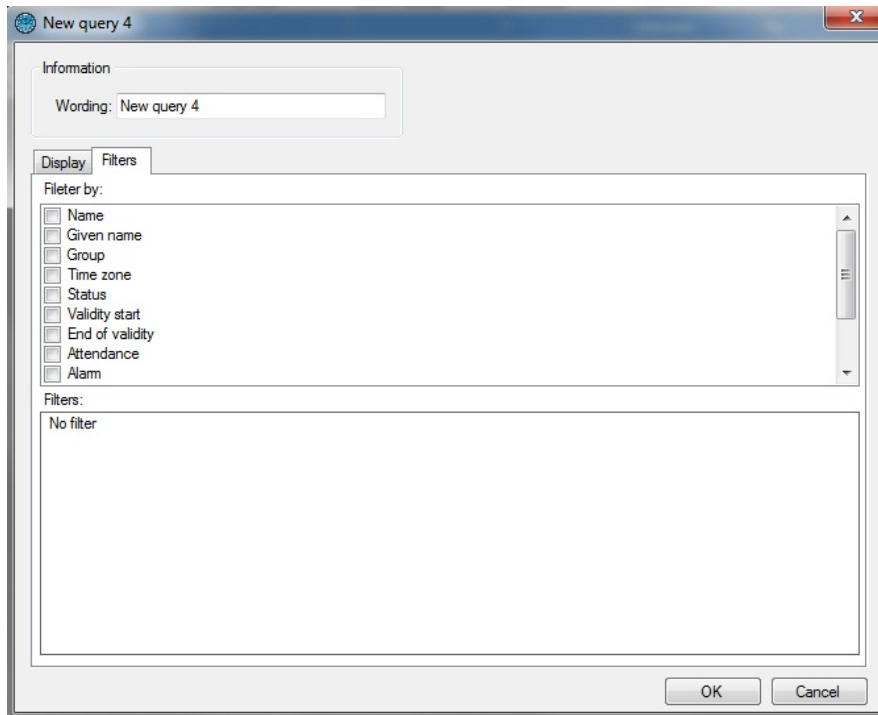 New query 4
Information
Wording: New query 4
Display Filters
Fileter by:
Name
Given name
Group
Time zone
Status
Validity start
End of validity
Attendance
Alarm
Filters:
No filter
OK Cancel